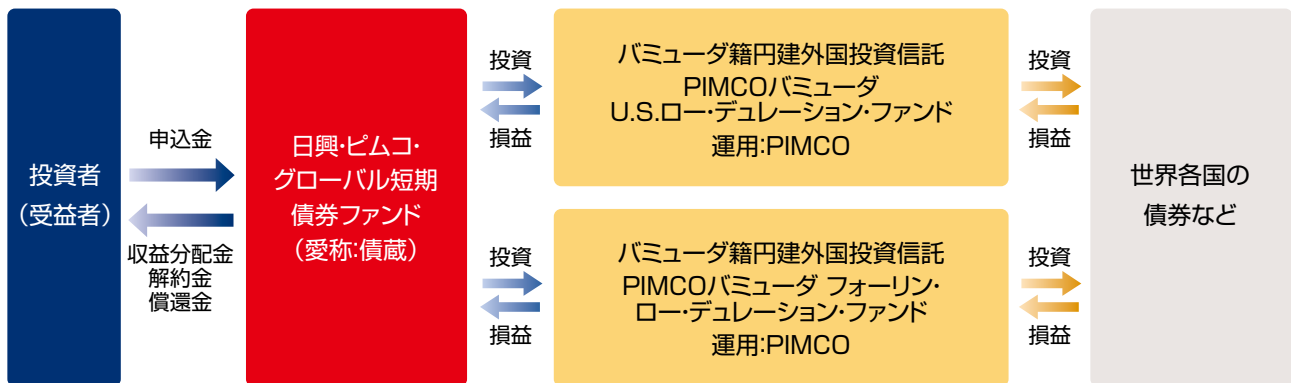 投資者
（受益者）
申込金
収益分配金
解約金
償還金
日興・ピムコ・
グローバル短期
債券ファンド
（愛称：債蔵）
投資
損益
バミューダ籍円建外国投資信託
PIMCOバミューダ
U.S.ロー・デュレーション・ファンド
運用：PIMCO
投資
損益
投資
損益
バミューダ籍円建外国投資信託
PIMCOバミューダ フォーリン・
ロー・デュレーション・ファンド
運用：PIMCO
投資
損益
世界各国の
債券など